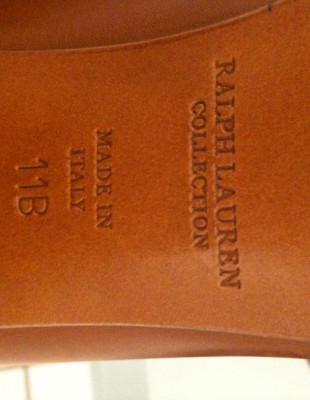 RALPH LAUREN
COLLECTION
MADE IN
ITALY
11B